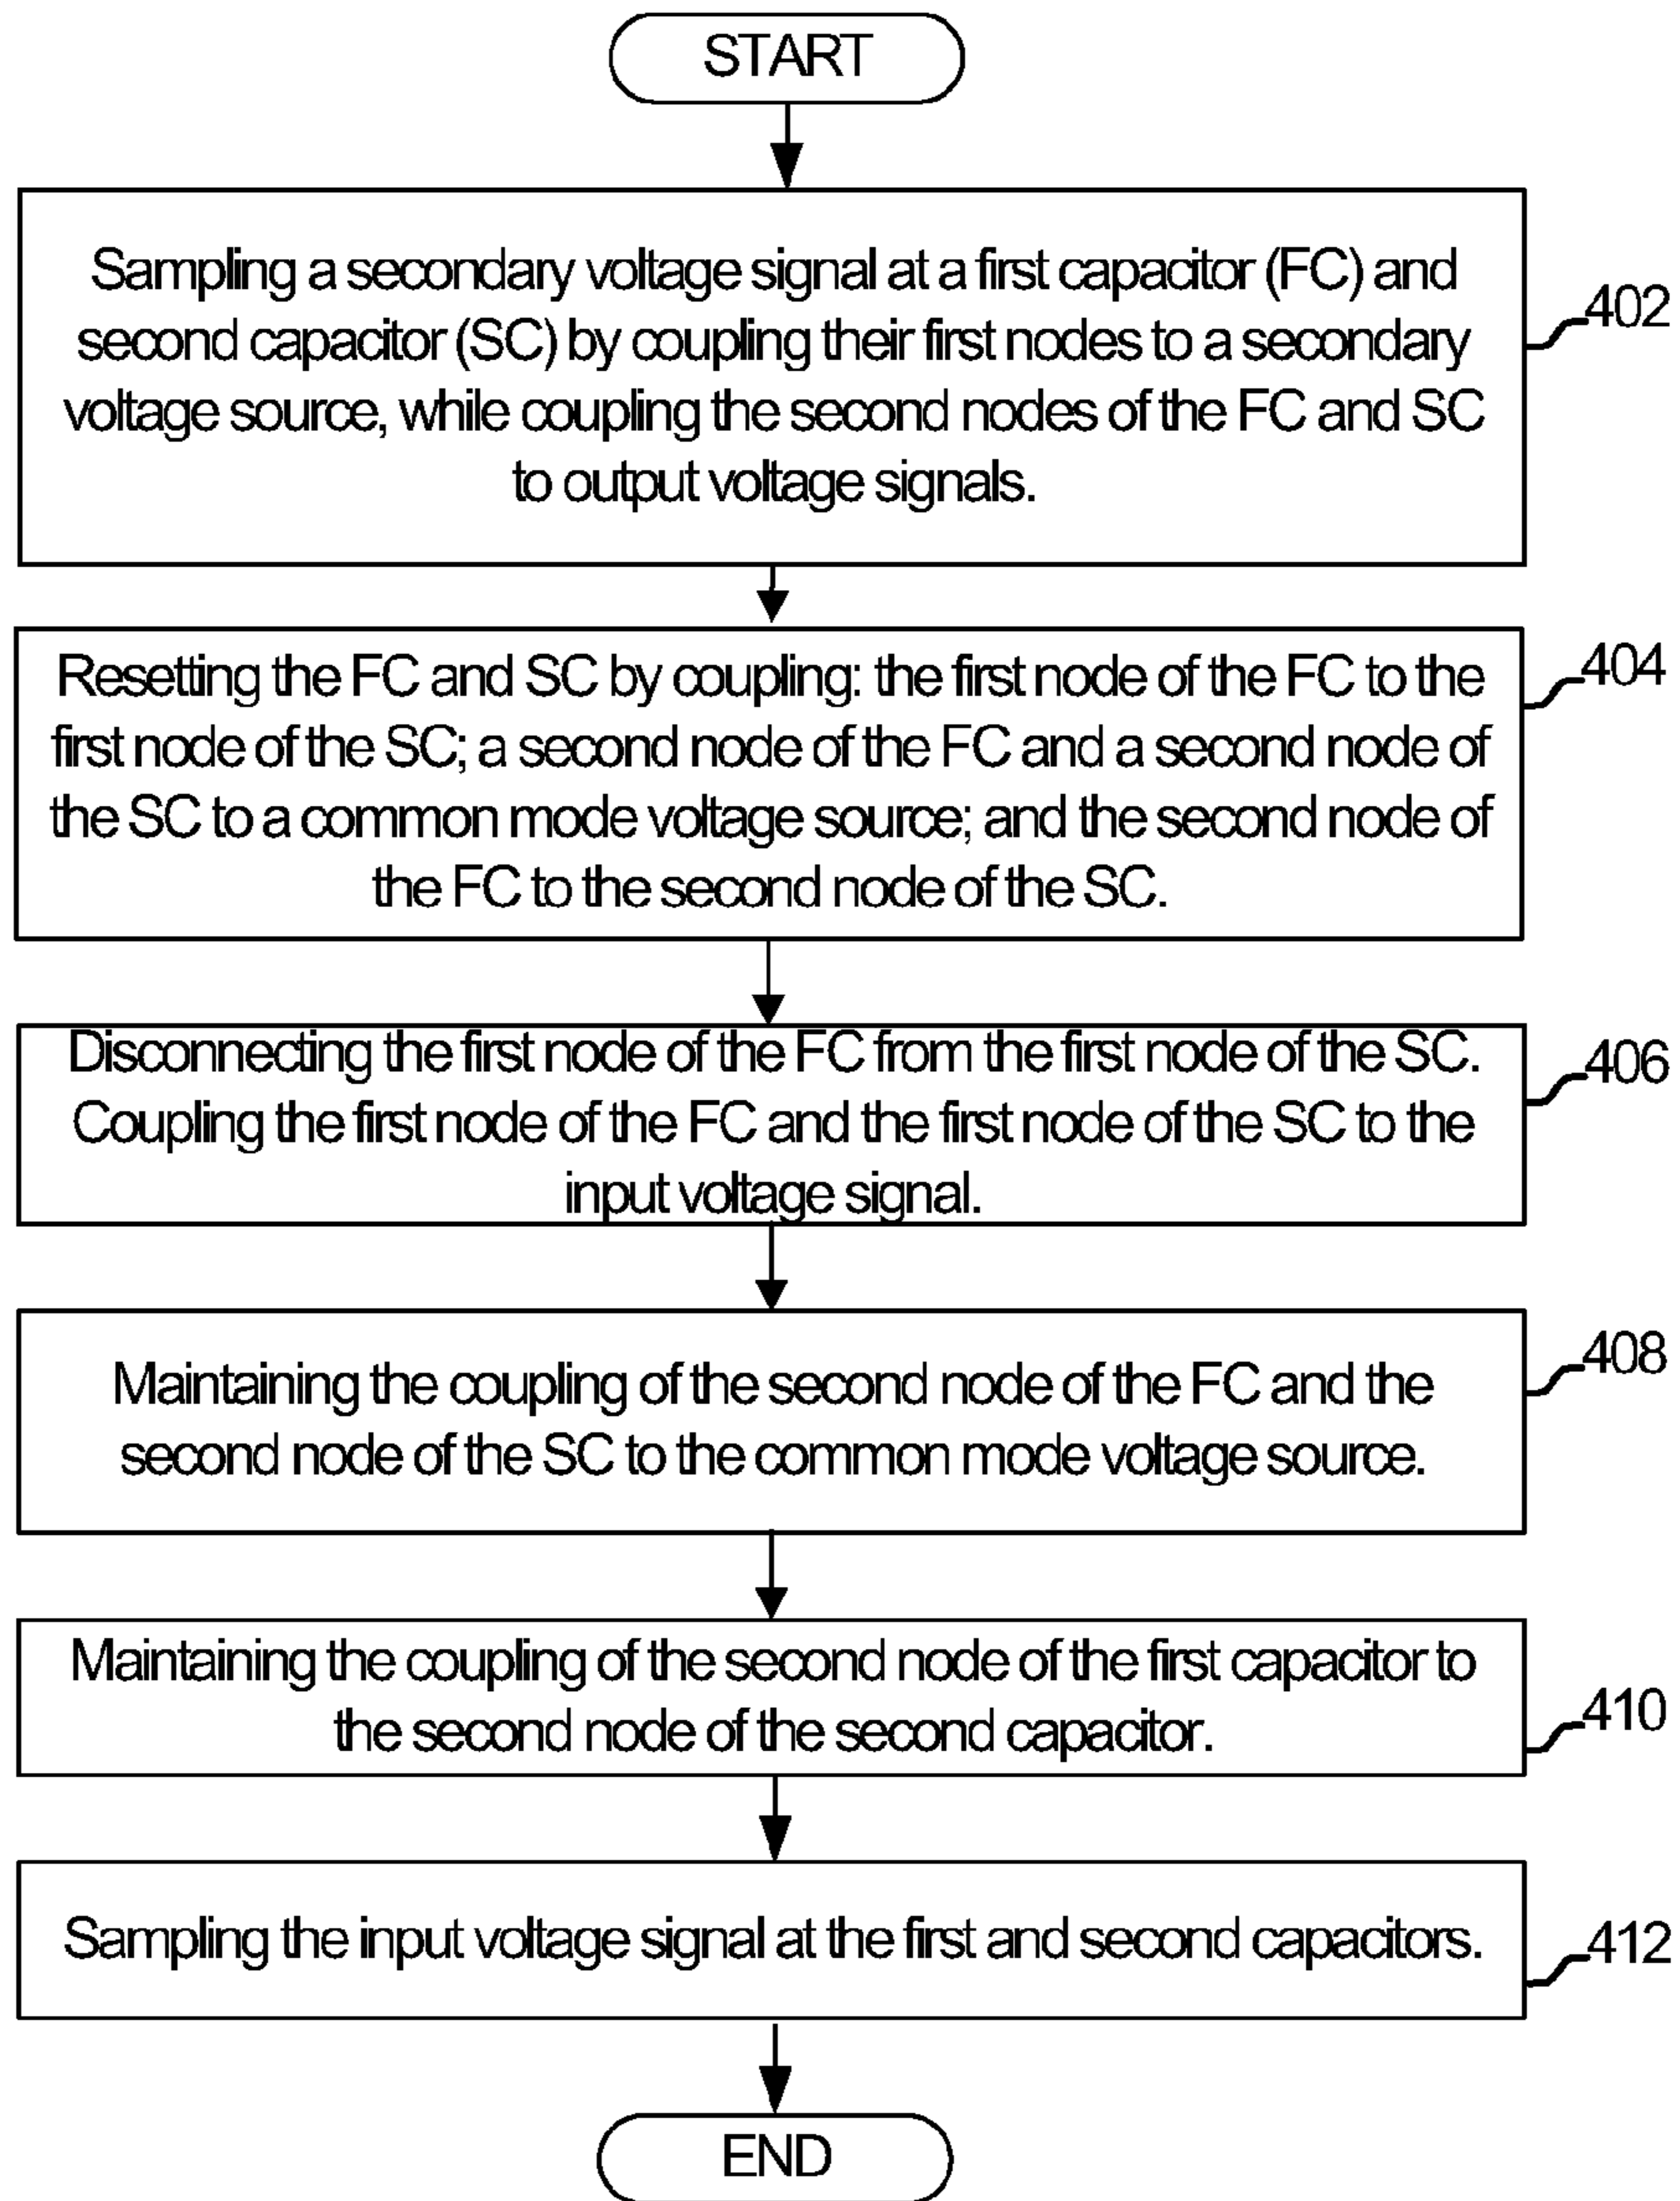 START
Sampling a secondary voltage signal at a first capacitor (FC) and
second capacitor (SC) by coupling their first nodes to a secondary
voltage source, while coupling the second nodes of the FC and SC
to output voltage signals.
402
Resetting the FC and SC by coupling: the first node of the FC to the
first node of the SC; a second node of the FC and a second node of
the SC to a common mode voltage source; and the second node of
the FC to the second node of the SC.
404
Disconnecting the first node of the FC from the first node of the SC.
Coupling the first node of the FC and the first node of the SC to the
input voltage signal.
406
Maintaining the coupling of the second node of the FC and the
second node of the SC to the common mode voltage source.
408
Maintaining the coupling of the second node of the first capacitor to
the second node of the second capacitor.
410
Sampling the input voltage signal at the first and second capacitors.
412
END